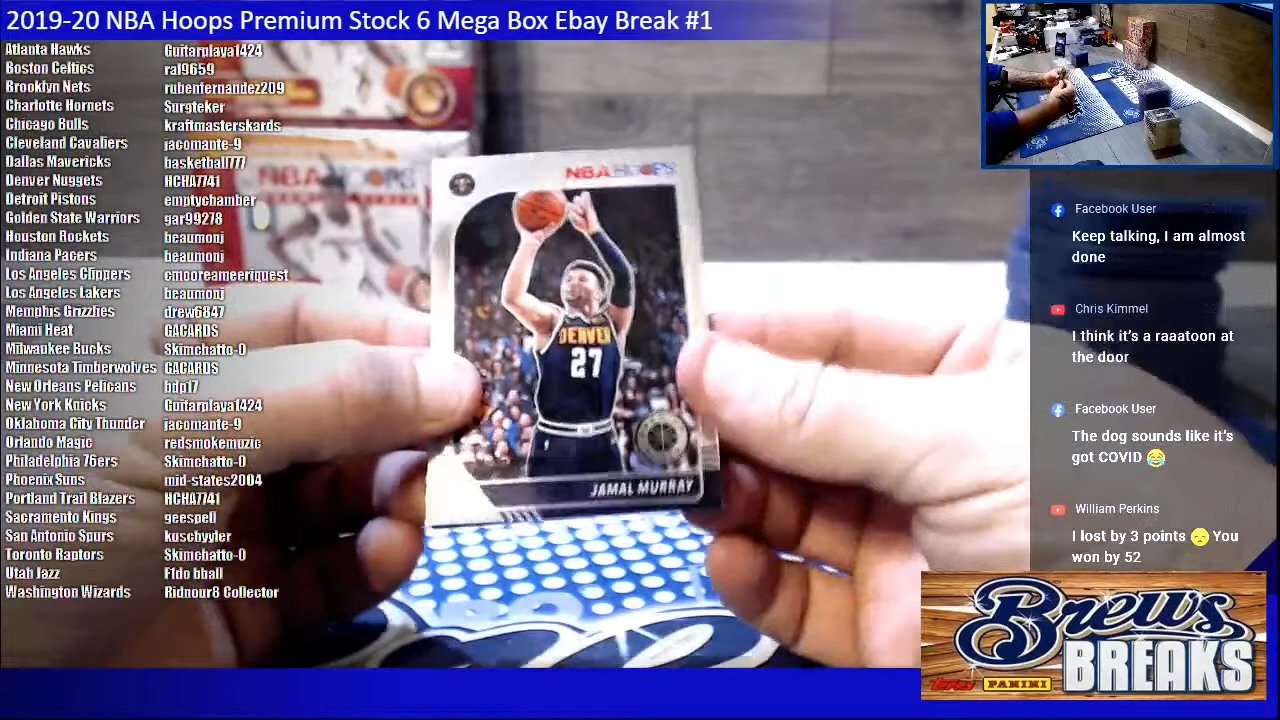 2019-20 NBA Hoops Premium Stock 6 Mega Box Ebay Break #1
Atlanta Hawks Guitarplaya1424
Boston Celtics ral9659
Brooklyn Nets rubenfernandez209
Charlotte Hornets Surgteker
Chicago Bulls kraftmasterskards
Cleveland Cavaliers jacomante-9
Dallas Mavericks basketball777
Denver Nuggets HCHA7741
Detroit Pistons emptychamber
Golden State Warriors gar99278
Houston Rockets beaumonj
Indiana Pacers beaumonj
Los Angeles Clippers cmooreameeriquest
Los Angeles Lakers beaumonj
Memphis Grizzlies drew6847
Miami Heat GACARDS
Milwaukee Bucks Skimchatto-0
Minnesota Timberwolves GACARDS
New Orleans Pelicans bdp17
New York Knicks Guitarplaya1424
Oklahoma City Thunder jacomante-9
Orlando Magic redsmokemuzic
Philadelphia 76ers Skimchatto-0
Phoenix Suns mid-states2004
Portland Trail Blazers HCHA7741
Sacramento Kings geespell
San Antonio Spurs kuschyyler
Toronto Raptors Skimchatto-0
Utah Jazz Ftdo bhall
Washington Wizards Ridnour8 Collector
NBA HOOPS
NBA HOOPS
DENVER
27
JAMAL MURRAY
Facebook User
Keep talking, I am almost
done
Chris Kimmel
I think it's a raaatoon at
the door
Facebook User
The dog sounds like it's
got COVID 😂
William Perkins
I lost by 3 points 😞 You
won by 52
Brews
BREAKS
Topps PANINI